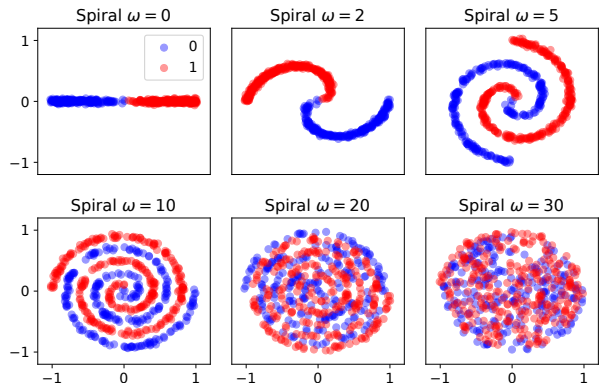 Spiral ω = 0
Spiral ω = 2
Spiral ω = 5
1
0
−1
0
1
Spiral ω = 10
Spiral ω = 20
Spiral ω = 30
1
0
−1
−1 0 1
−1 0 1
−1 0 1